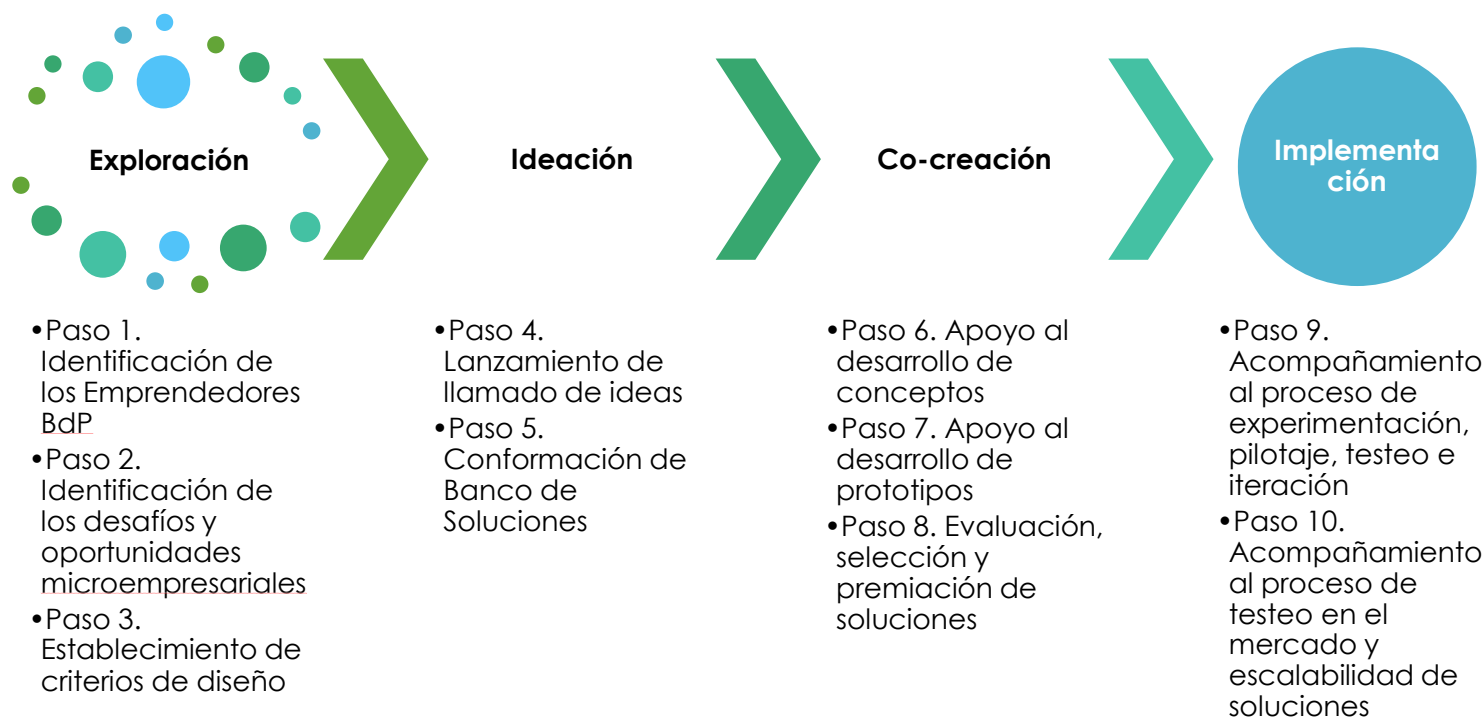 Exploración
Ideación
Co-creación
Implementa
ción
•Paso 1.
Identificación de
los Emprendedores
BdP
•Paso 2.
Identificación de
los desafíos y
oportunidades
microempresariales
•Paso 3.
Establecimiento de
criterios de diseño
•Paso 4.
Lanzamiento de
llamado de ideas
•Paso 5.
Conformación de
Banco de
Soluciones
•Paso 6. Apoyo al
desarrollo de
conceptos
•Paso 7. Apoyo al
desarrollo de
prototipos
•Paso 8. Evaluación,
selección y
premiación de
soluciones
•Paso 9.
Acompañamiento
al proceso de
experimentación,
pilotaje, testeo e
iteración
•Paso 10.
Acompañamiento
al proceso de
testeo en el
mercado y
escalabilidad de
soluciones